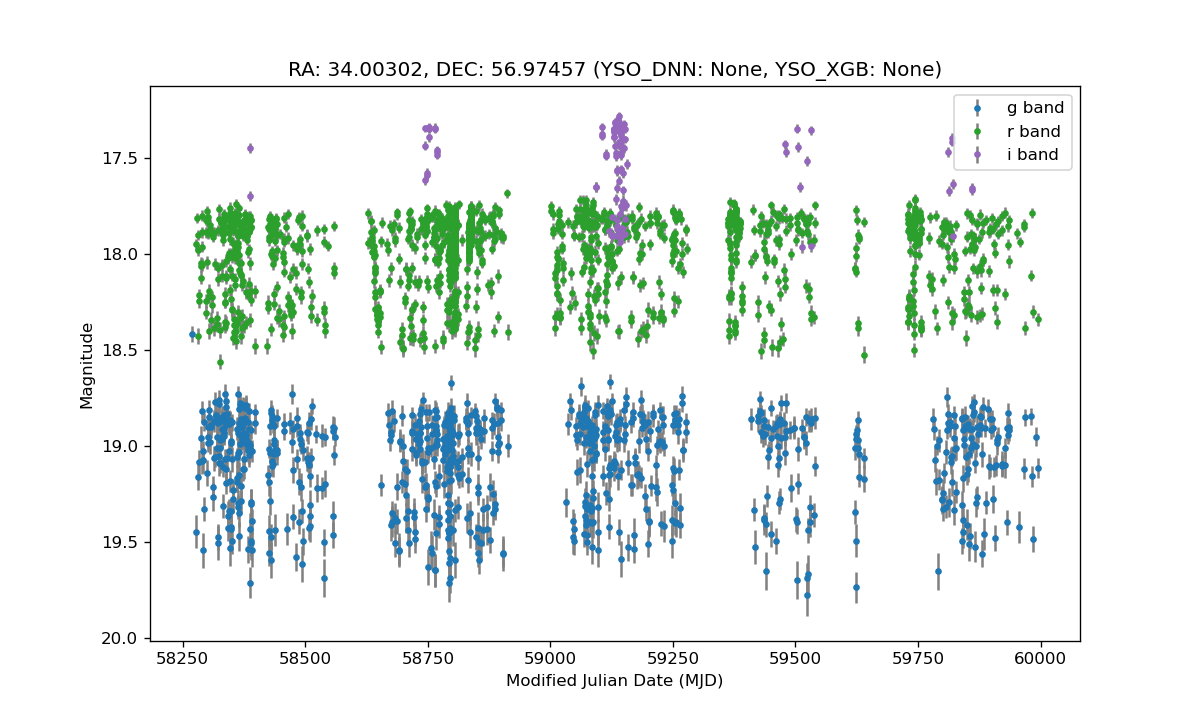 RA: 34.00302, DEC: 56.97457 (YSO_DNN: None, YSO_XGB: None)
g band
r band
i band
17.5
18.0
18.5
19.0
19.5
20.0
Magnitude
58250
58500
58750
59000
59250
59500
59750
60000
Modified Julian Date (MJD)